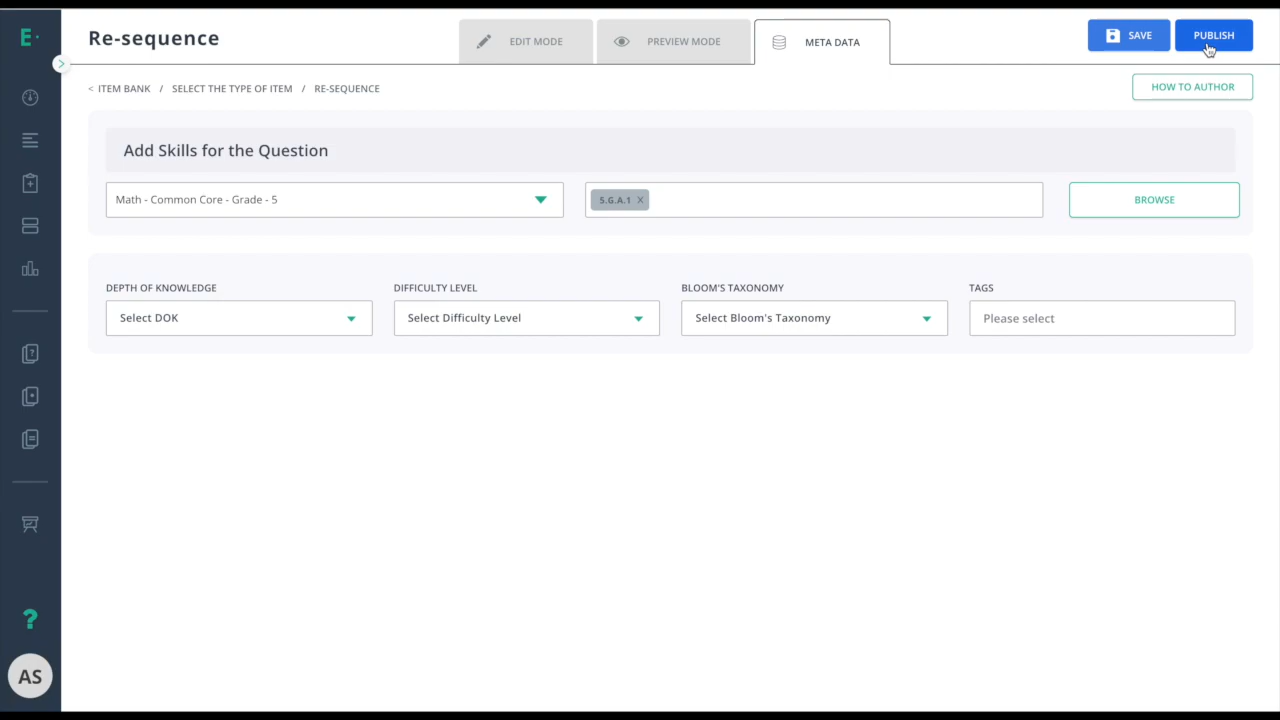 E
Re-sequence
EDIT MODE
PREVIEW MODE
META DATA
SAVE
PUBLISH
< ITEM BANK / SELECT THE TYPE OF ITEM / RE-SEQUENCE
HOW TO AUTHOR
Add Skills for the Question
Math - Common Core - Grade - 5
5.G.A.1 X
BROWSE
DEPTH OF KNOWLEDGE
DIFFICULTY LEVEL
BLOOM'S TAXONOMY
TAGS
Select DOK
Select Difficulty Level
Select Bloom's Taxonomy
Please select
?
AS